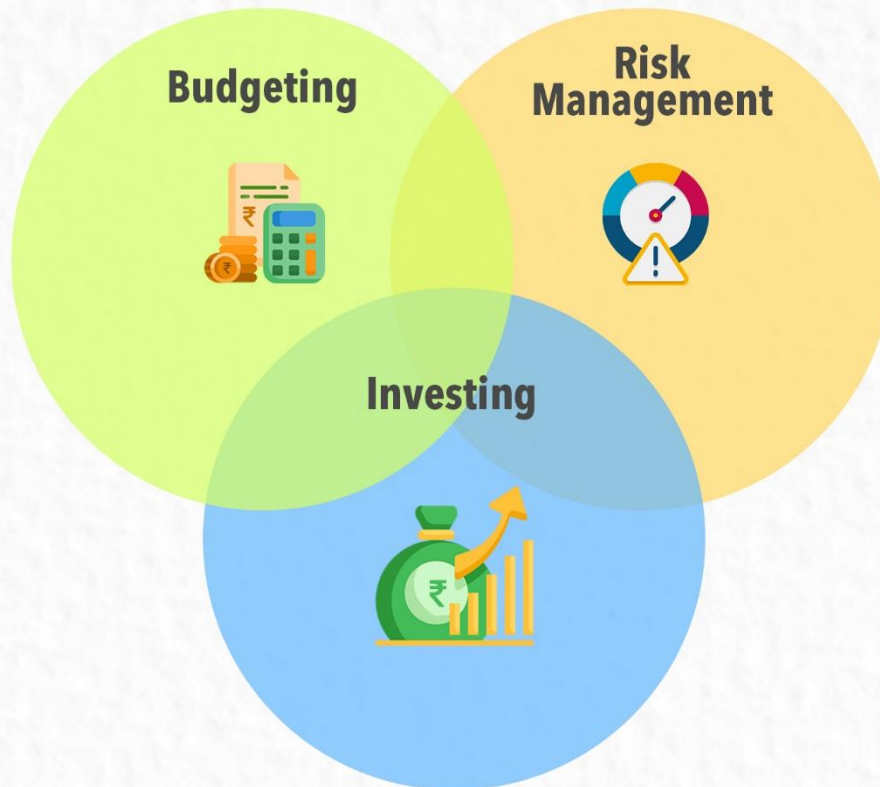 Budgeting
Risk
Management
₹
₹
!
Investing
₹